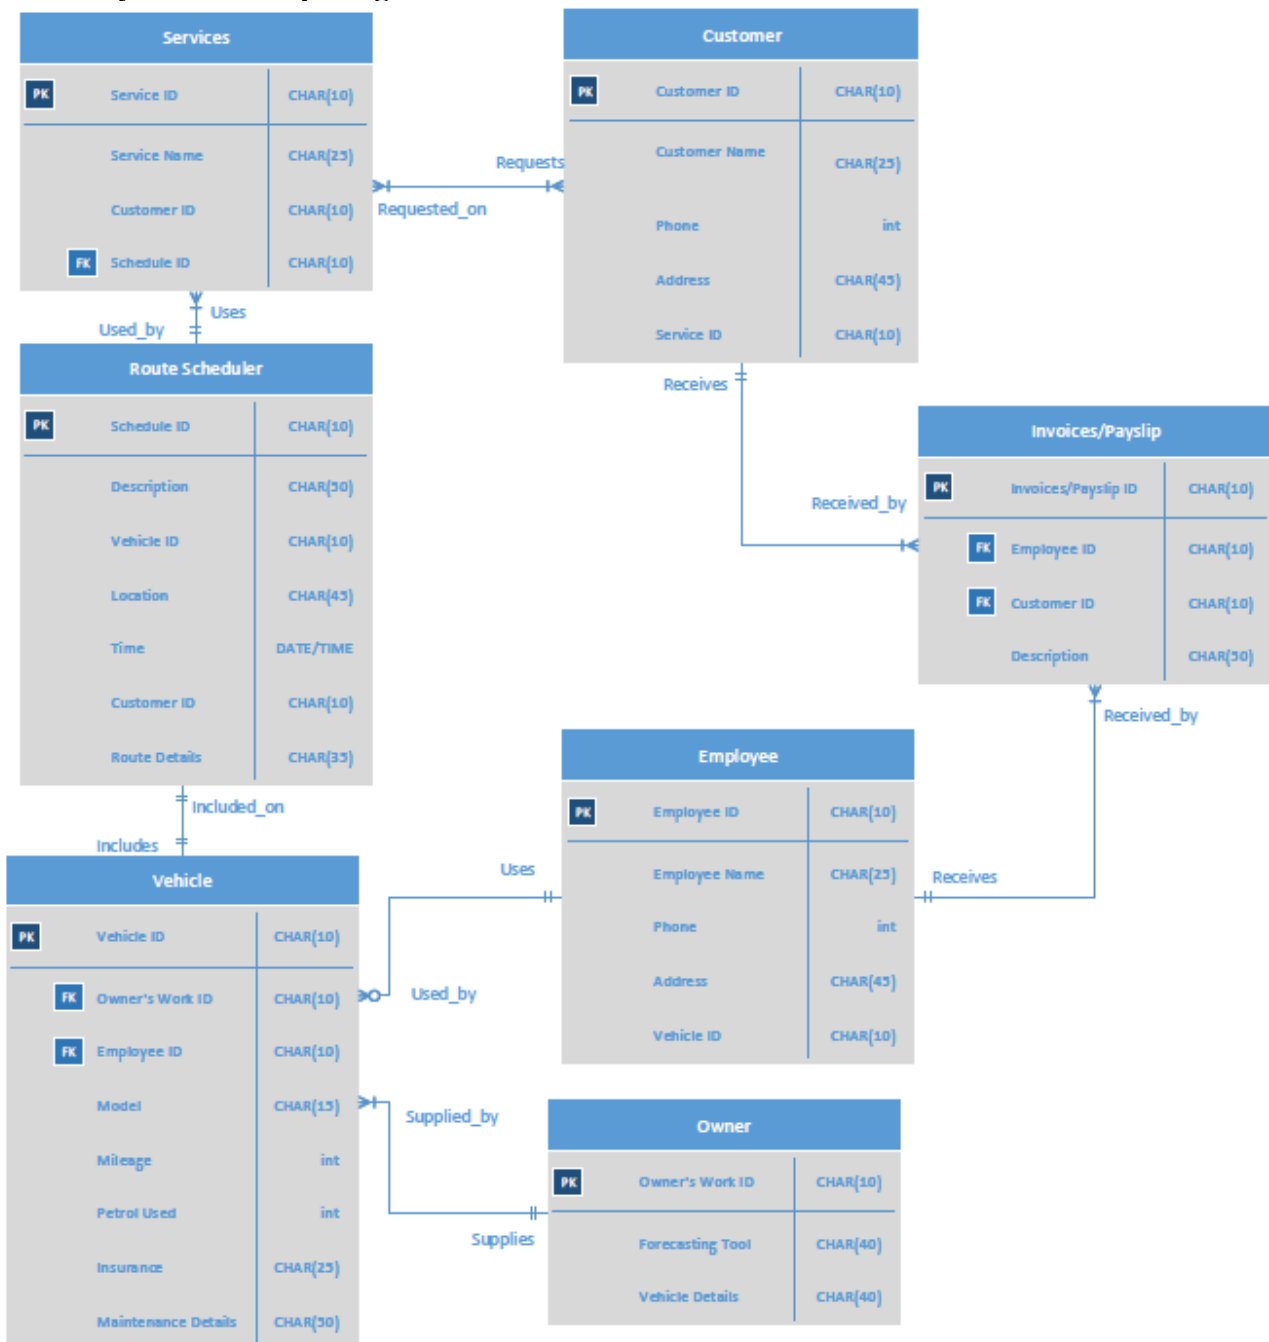 Services
PK Service ID CHAR(10)
Service Name CHAR(25)
Customer ID CHAR(10)
FK Schedule ID CHAR(10)
Customer
PK Customer ID CHAR(10)
Customer Name CHAR(25)
Phone int
Address CHAR(45)
Service ID CHAR(10)
Requests
Requested_on
Uses
Used_by
Route Scheduler
PK Schedule ID CHAR(10)
Description CHAR(50)
Vehicle ID CHAR(10)
Location CHAR(45)
Time DATE/TIME
Customer ID CHAR(10)
Route Details CHAR(35)
Receives
Received_by
Invoices/Payslip
PK Invoices/Payslip ID CHAR(10)
FK Employee ID CHAR(10)
FK Customer ID CHAR(10)
Description CHAR(50)
Received_by
Included_on
Includes
Employee
PK Employee ID CHAR(10)
Employee Name CHAR(25)
Phone int
Address CHAR(45)
Vehicle ID CHAR(10)
Uses
Receives
Used_by
Vehicle
PK Vehicle ID CHAR(10)
FK Owner's Work ID CHAR(10)
FK Employee ID CHAR(10)
Model CHAR(15)
Mileage int
Petrol Used int
Insurance CHAR(25)
Maintenance Details CHAR(50)
Supplied_by
Supplies
Owner
PK Owner's Work ID CHAR(10)
Forecasting Tool CHAR(40)
Vehicle Details CHAR(40)